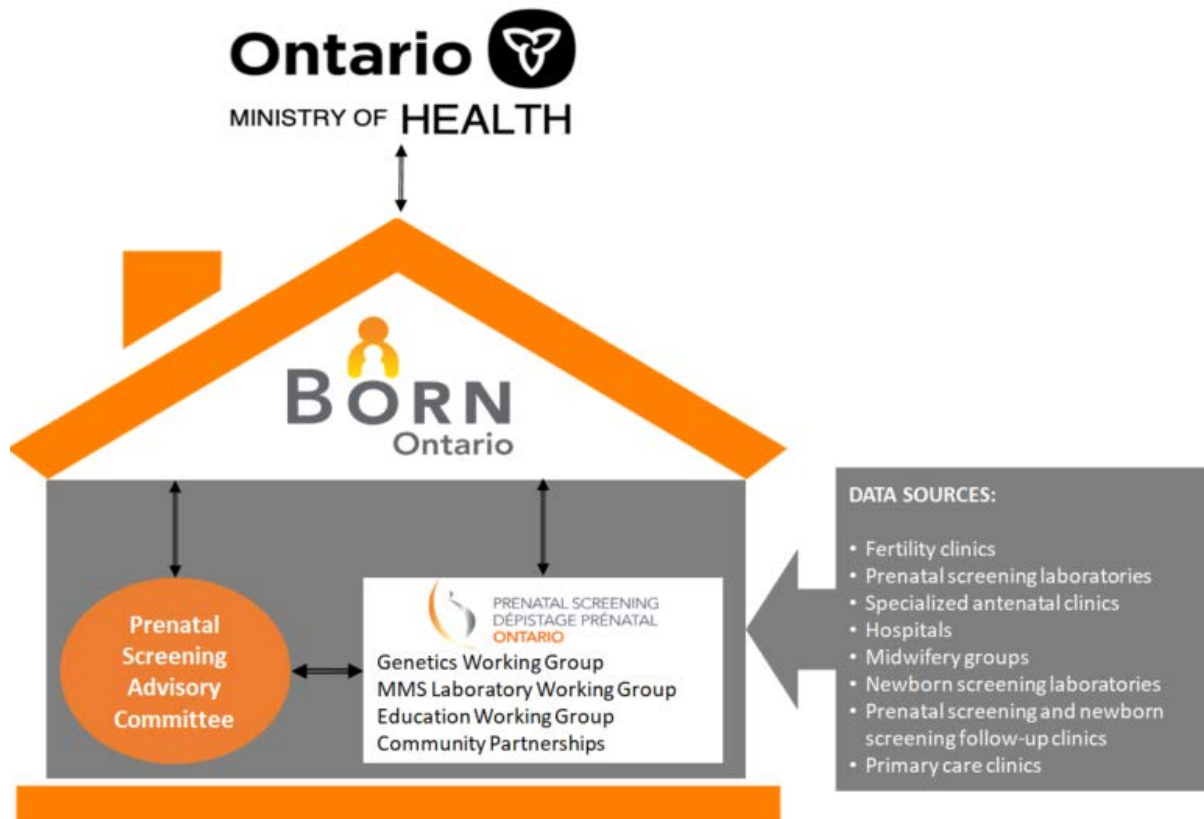 Ontario
MINISTRY OF HEALTH
BORN
Ontario
Prenatal
Screening
Advisory
Committee
PRENATAL SCREENING
DÉPISTAGE PRÉNATAL
ONTARIO
Genetics Working Group
MMS Laboratory Working Group
Education Working Group
Community Partnerships
DATA SOURCES:
• Fertility clinics
• Prenatal screening laboratories
• Specialized antenatal clinics
• Hospitals
• Midwifery groups
• Newborn screening laboratories
• Prenatal screening and newborn
screening follow-up clinics
• Primary care clinics